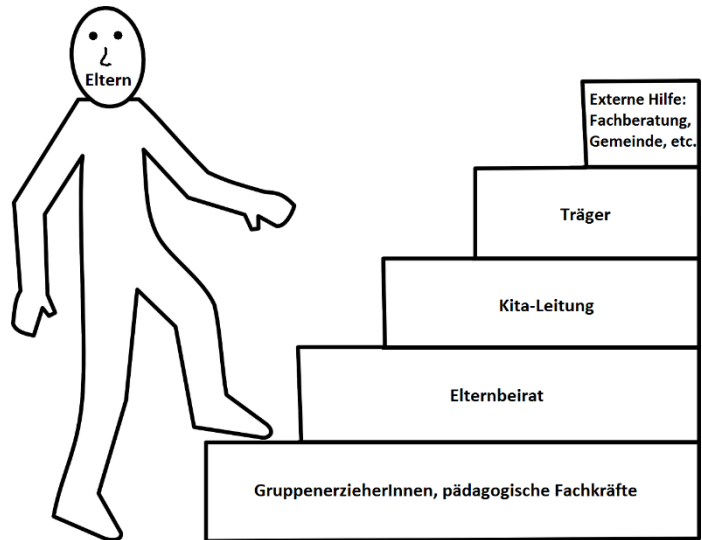 Eltern
Externe Hilfe:
Fachberatung,
Gemeinde, etc.
Träger
Kita-Leitung
Elternbeirat
GruppenerzieherInnen, pädagogische Fachkräfte